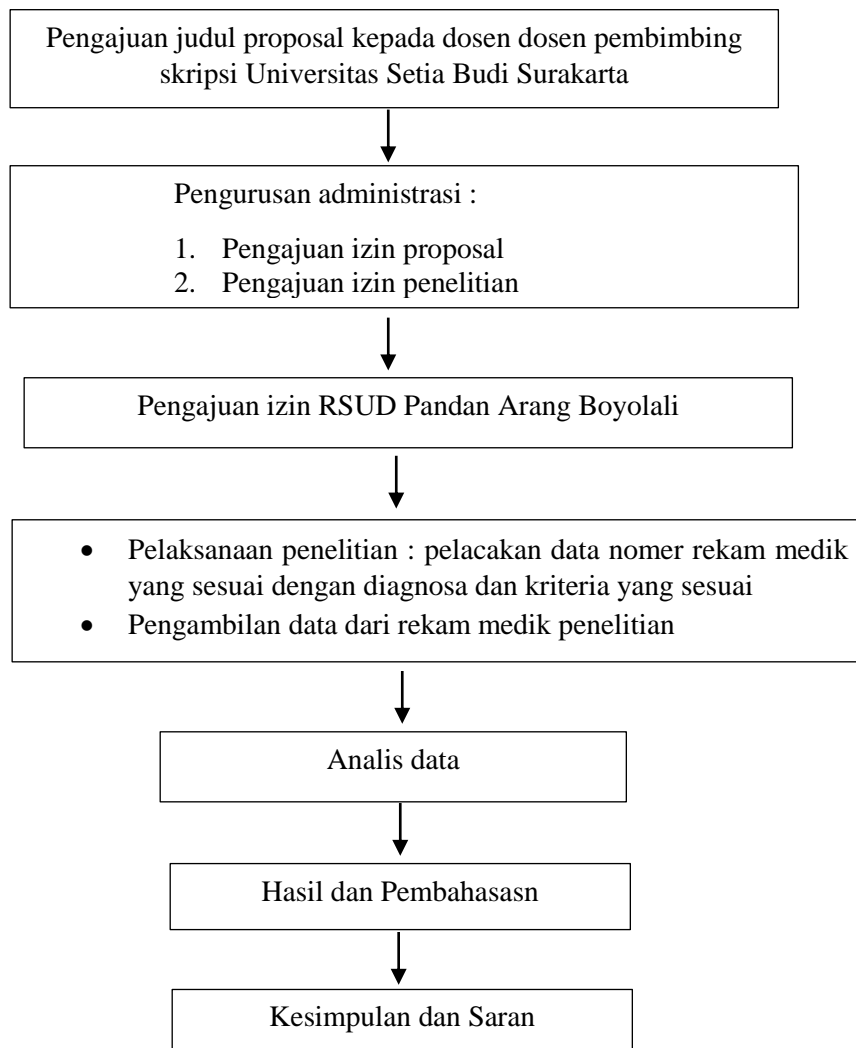 Pengajuan judul proposal kepada dosen dosen pembimbing
skripsi Universitas Setia Budi Surakarta
Pengurusan administrasi :
1. Pengajuan izin proposal
2. Pengajuan izin penelitian
Pengajuan izin RSUD Pandan Arang Boyolali
• Pelaksanaan penelitian : pelacakan data nomer rekam medik
yang sesuai dengan diagnosa dan kriteria yang sesuai
• Pengambilan data dari rekam medik penelitian
Analis data
Hasil dan Pembahasasn
Kesimpulan dan Saran